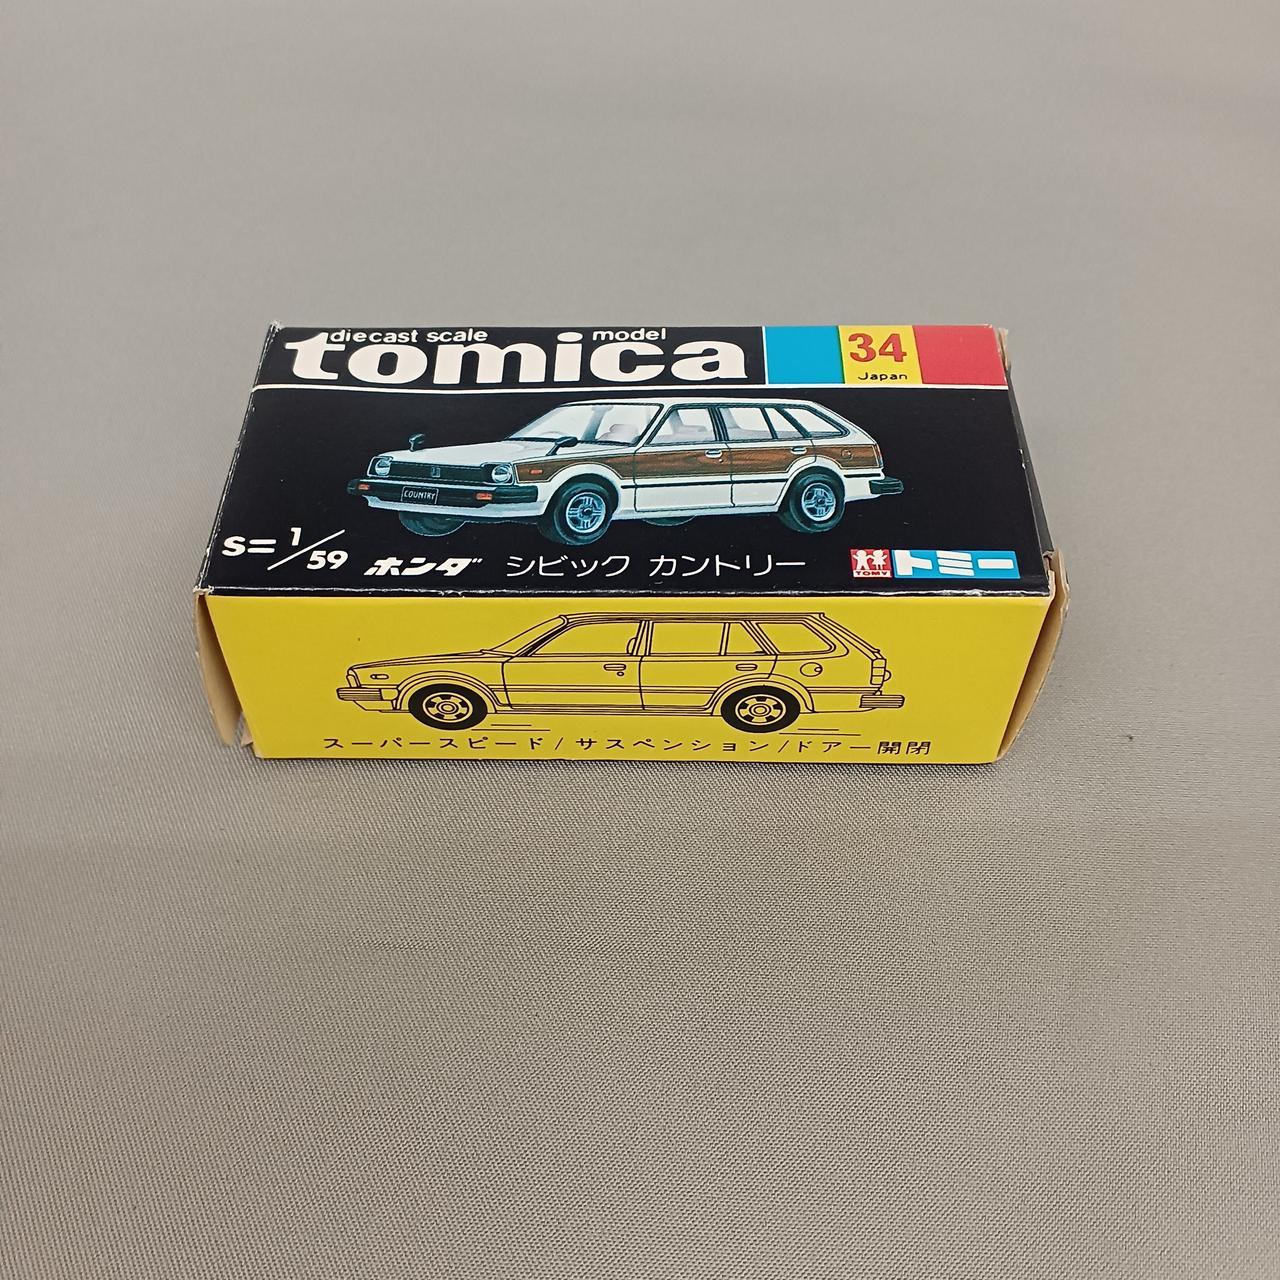 diecast scale model
tomica
34
Japan
COUNTRY
S=1/59 ホンダ シビック カントリー
TOMY トミー
スーパースピード/サスペンション/ドアー開閉